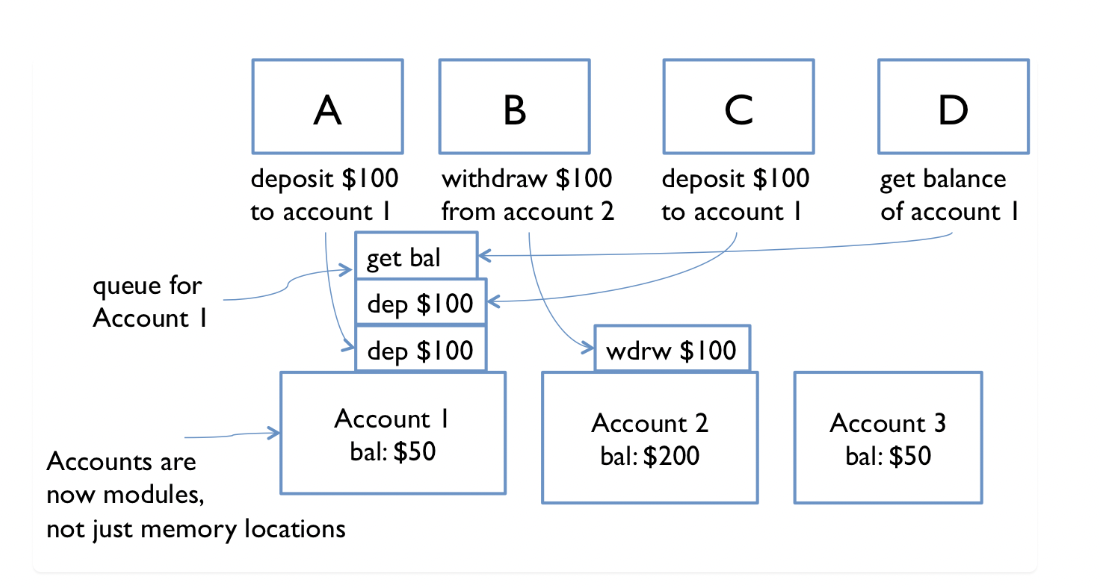 A
B
C
D
deposit $100
to account 1
withdraw $100
from account 2
deposit $100
to account 1
get balance
of account 1
queue for
Account 1
get bal
dep $100
dep $100
wdrw $100
Account 1
bal: $50
Account 2
bal: $200
Account 3
bal: $50
Accounts are
now modules,
not just memory locations